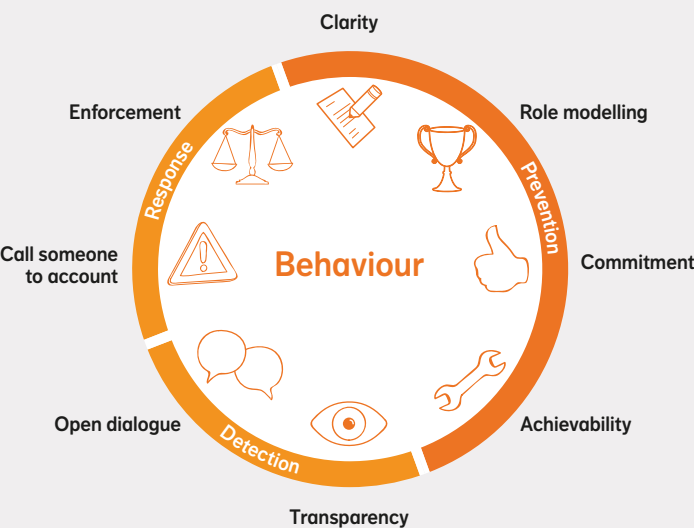 Clarity
Role modelling
Prevention
Commitment
Achievability
Transparency
Detection
Open dialogue
Call someone
to account
Response
Enforcement
Behaviour